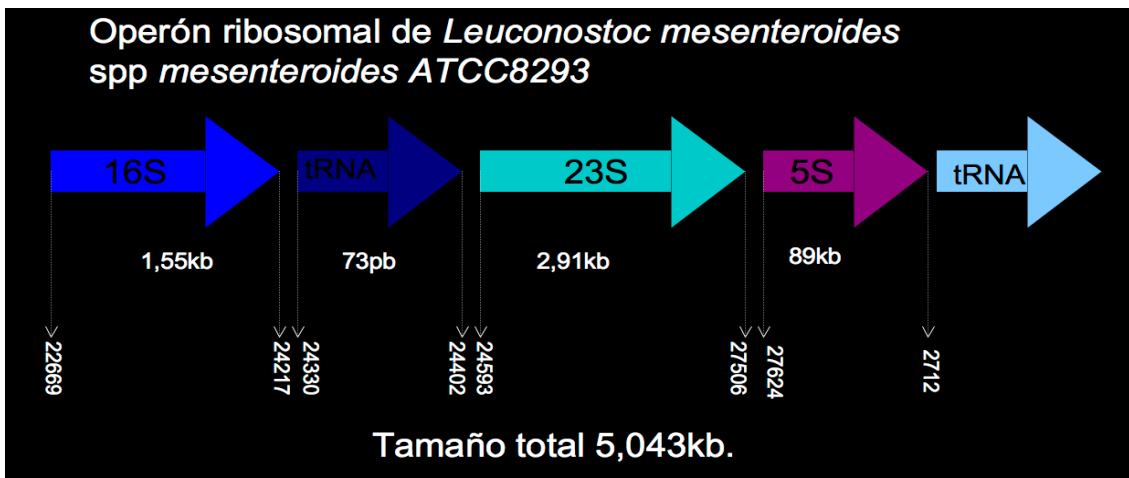 Operón ribosomal de Leuconostoc mesenteroides
spp mesenteroides ATCC8293
16S
tRNA
23S
5S
tRNA
1,55kb
73pb
2,91kb
89kb
22669
24217
24330
24402
24593
27506
27624
2712
Tamaño total 5,043kb.